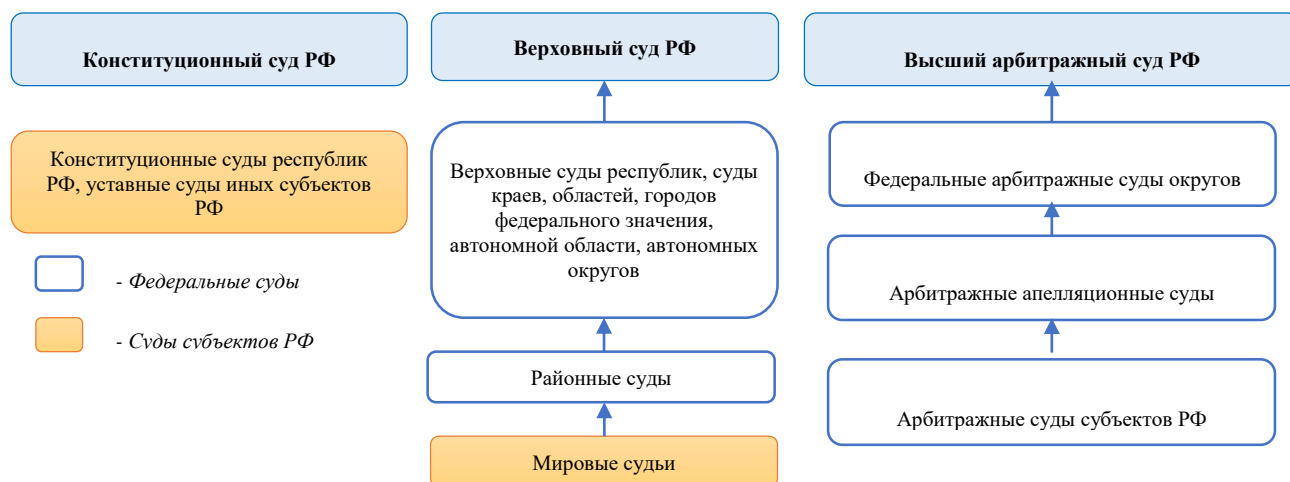 Конституционный суд РФ
Конституционные суды республик
РФ, уставные суды иных субъектов
РФ
- Федеральные суды
- Суды субъектов РФ
Верховный суд РФ
Верховные суды республик, суды
краев, областей, городов
федерального значения,
автономной области, автономных
округов
Районные суды
Мировые судьи
Высший арбитражный суд РФ
Федеральные арбитражные суды округов
Арбитражные апелляционные суды
Арбитражные суды субъектов РФ